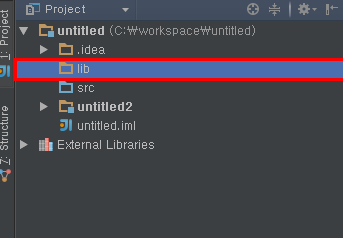 Project
untitled (C:₩workspace₩untitled)
.idea
lib
src
untitled2
untitled.iml
External Libraries
1: Project
7: Structure